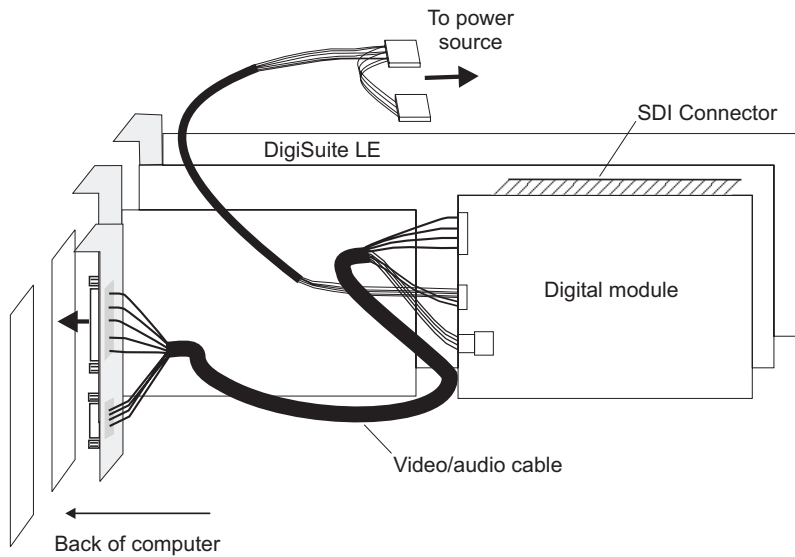 To power
source
SDI Connector
DigiSuite LE
Digital module
Video/audio cable
Back of computer